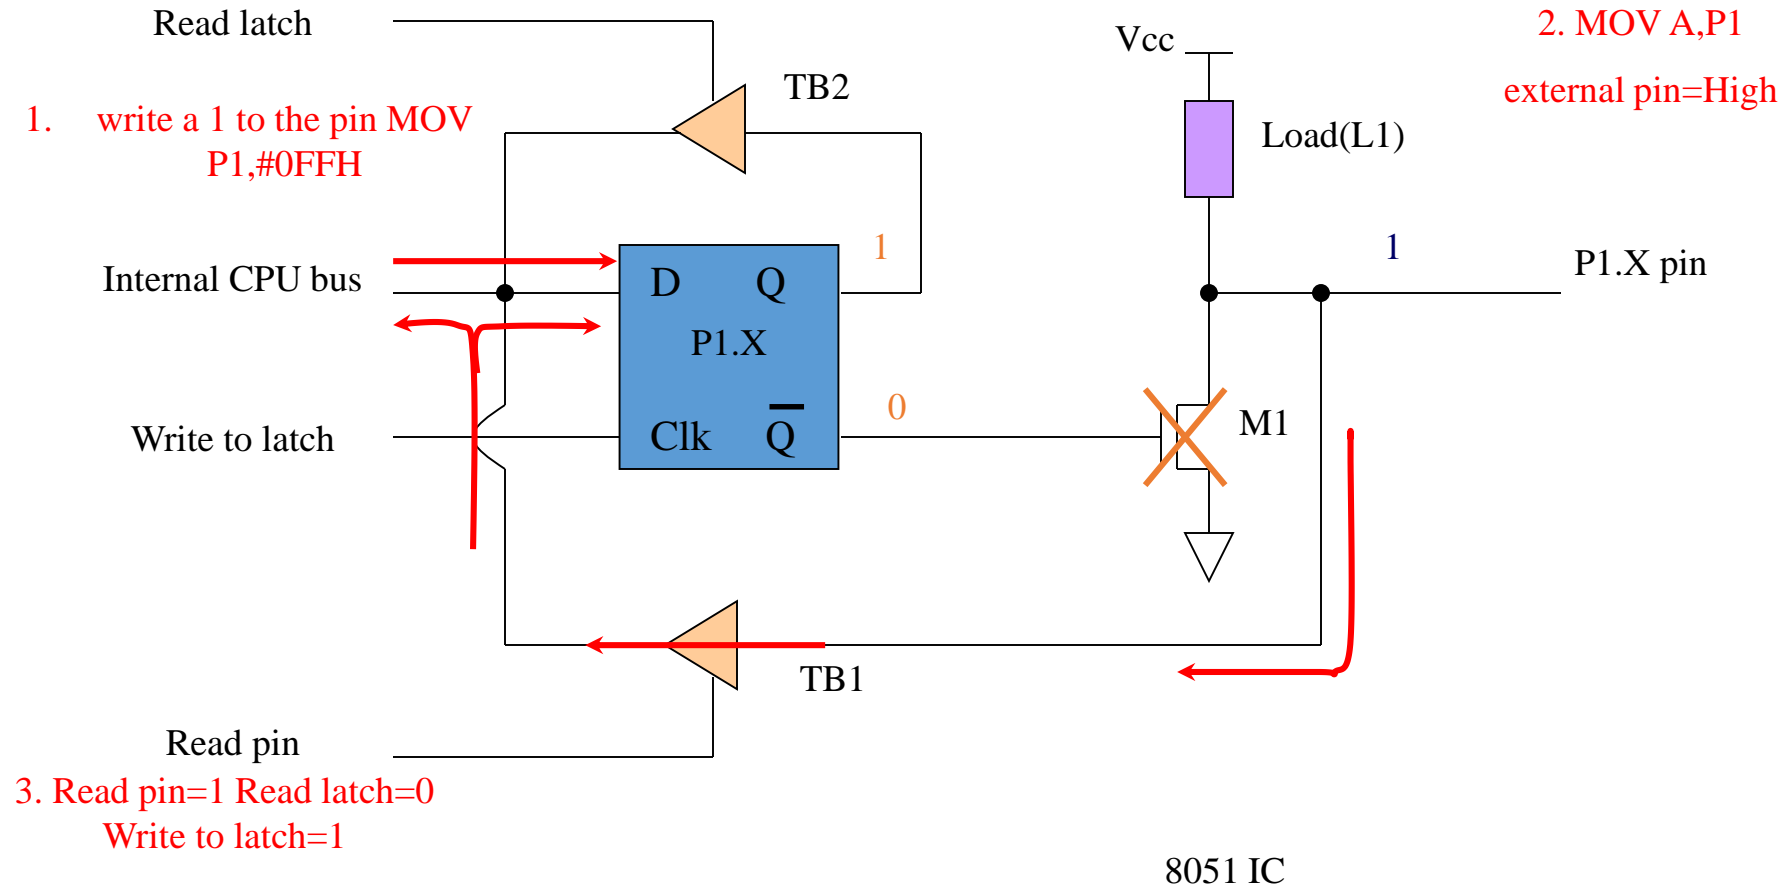 Read latch
Vcc
2. MOV A,P1
TB2
external pin=High
1. write a 1 to the pin MOV
P1,#0FFH
Load(L1)
1
1
P1.X pin
Internal CPU bus
D Q
P1.X
0
M1
Write to latch
Clk Q̅
TB1
Read pin
3. Read pin=1 Read latch=0
Write to latch=1
8051 IC